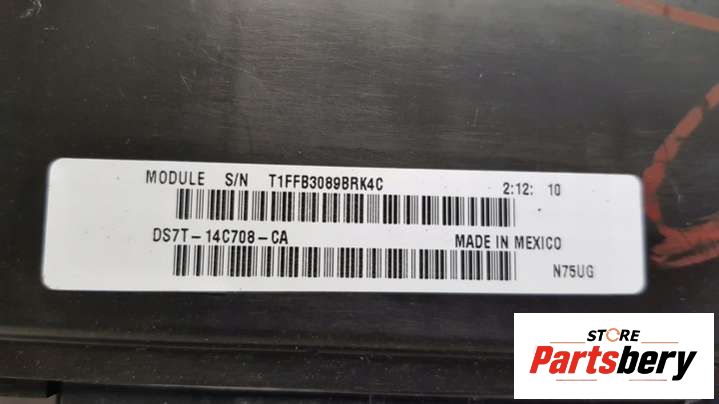 MODULE S/N T1FFB3089BRK4C 2:12: 10
DS7T-14C708-CA MADE IN MEXICO
N75UG
STORE
Partsbery